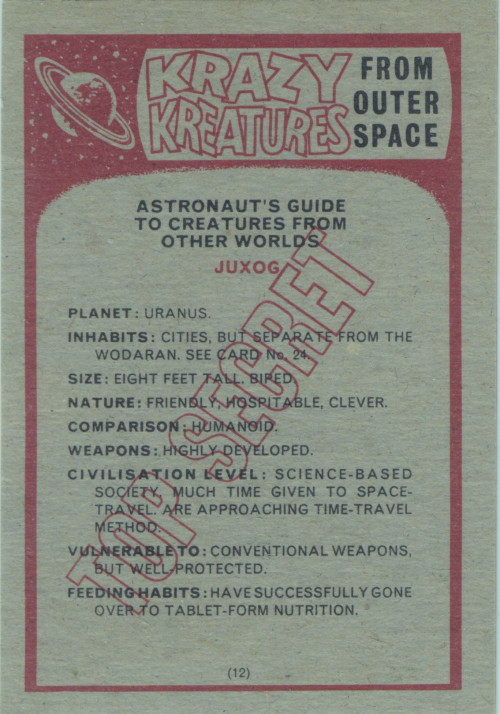 KRAZY
KREATURES
FROM
OUTER
SPACE
ASTRONAUT'S GUIDE
TO CREATURES FROM
OTHER WORLDS
JUXOG
PLANET: URANUS.
INHABITS: CITIES, BUT SEPARATE FROM THE
WODARAN. SEE CARD No. 24.
SIZE: EIGHT FEET TALL. BIPED.
NATURE: FRIENDLY, HOSPITABLE, CLEVER.
COMPARISON: HUMANOID.
WEAPONS: HIGHLY DEVELOPED.
CIVILISATION LEVEL: SCIENCE-BASED
SOCIETY. MUCH TIME GIVEN TO SPACE-
TRAVEL. ARE APPROACHING TIME-TRAVEL
METHOD.
VULNERABLE TO: CONVENTIONAL WEAPONS,
BUT WELL-PROTECTED.
FEEDING HABITS: HAVE SUCCESSFULLY GONE
OVER TO TABLET-FORM NUTRITION.
TOP SECRET
(12)